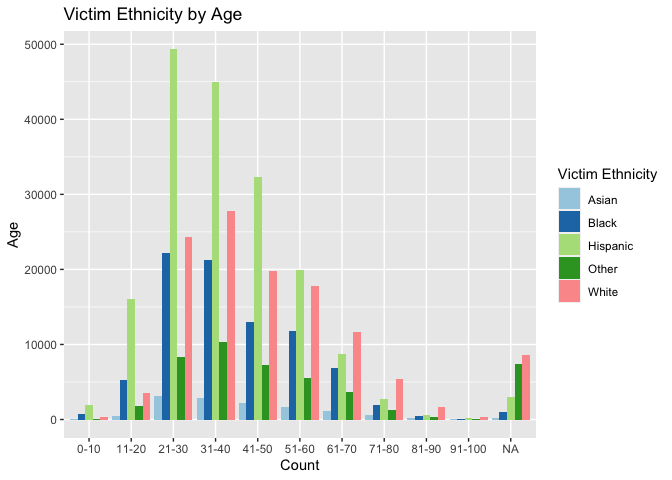 Victim Ethnicity by Age
50000
40000
30000
20000
10000
0
Age
0-10 11-20 21-30 31-40 41-50 51-60 61-70 71-80 81-90 91-100 NA
Count
Victim Ethnicity
Asian
Black
Hispanic
Other
White